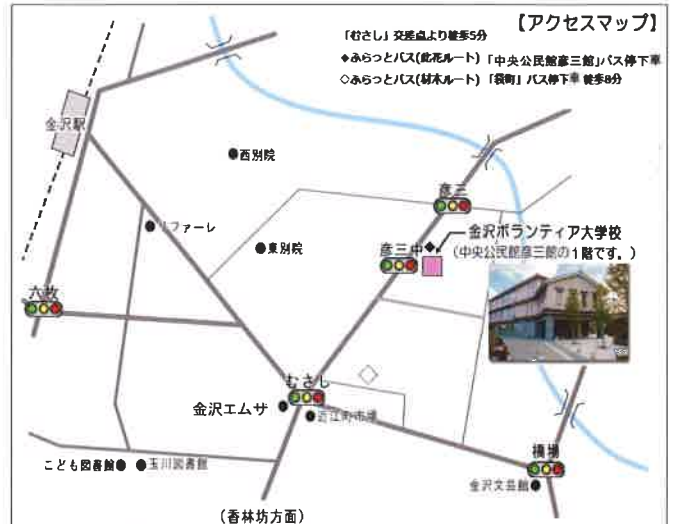 【アクセスマップ】
「むさし」交差点より徒歩5分
◆ふらっとバス(此花ルート)「中央公民館彦三館」バス停下車
◇ふらっとバス(材木ルート)「袋町」バス停下車 徒歩8分
金沢駅
●西別院
彦三
●リファーレ
●東別院
彦三中◆
金沢ボランティア大学校
(中央公民館彦三館の1階です。)
六枚
むさし
金沢エムザ●
●近江町市場
橋場
こども図書館● ●玉川図書館
金沢文芸館●
(香林坊方面)